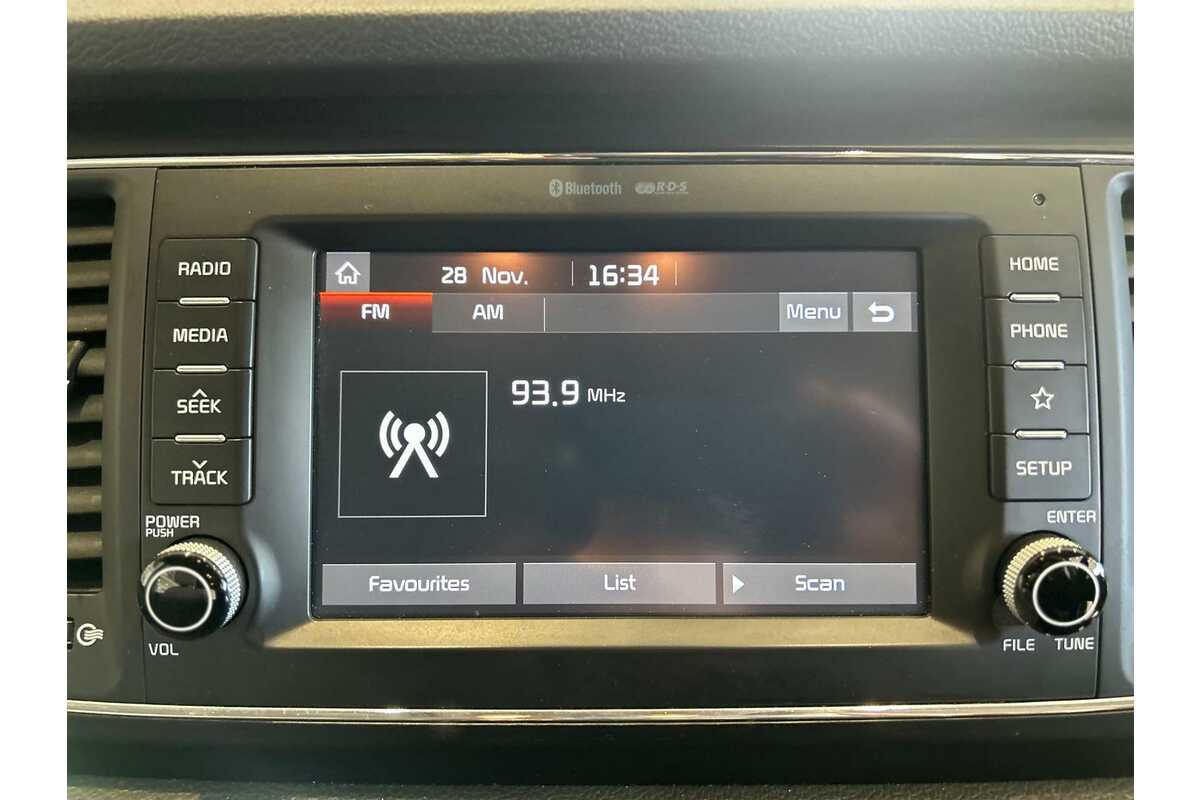 Bluetooth R·D·S
RADIO
MEDIA
SEEK
TRACK
POWER
PUSH
VOL
28 Nov. 16:34
FM AM Menu
93.9 MHz
Favourites List Scan
HOME
PHONE
SETUP
ENTER
FILE TUNE